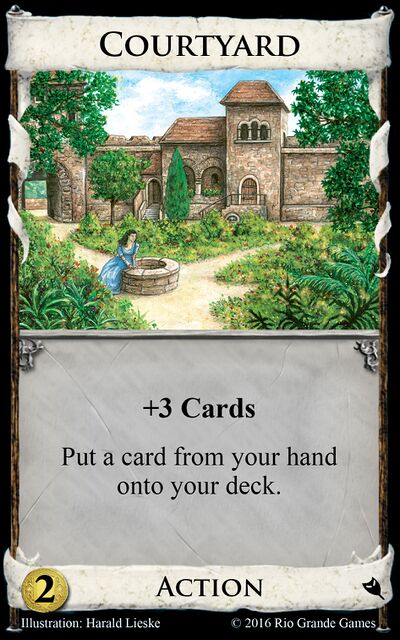 COURTYARD
+3 Cards
Put a card from your hand
onto your deck.
2
ACTION
Illustration: Harald Lieske
© 2016 Rio Grande Games